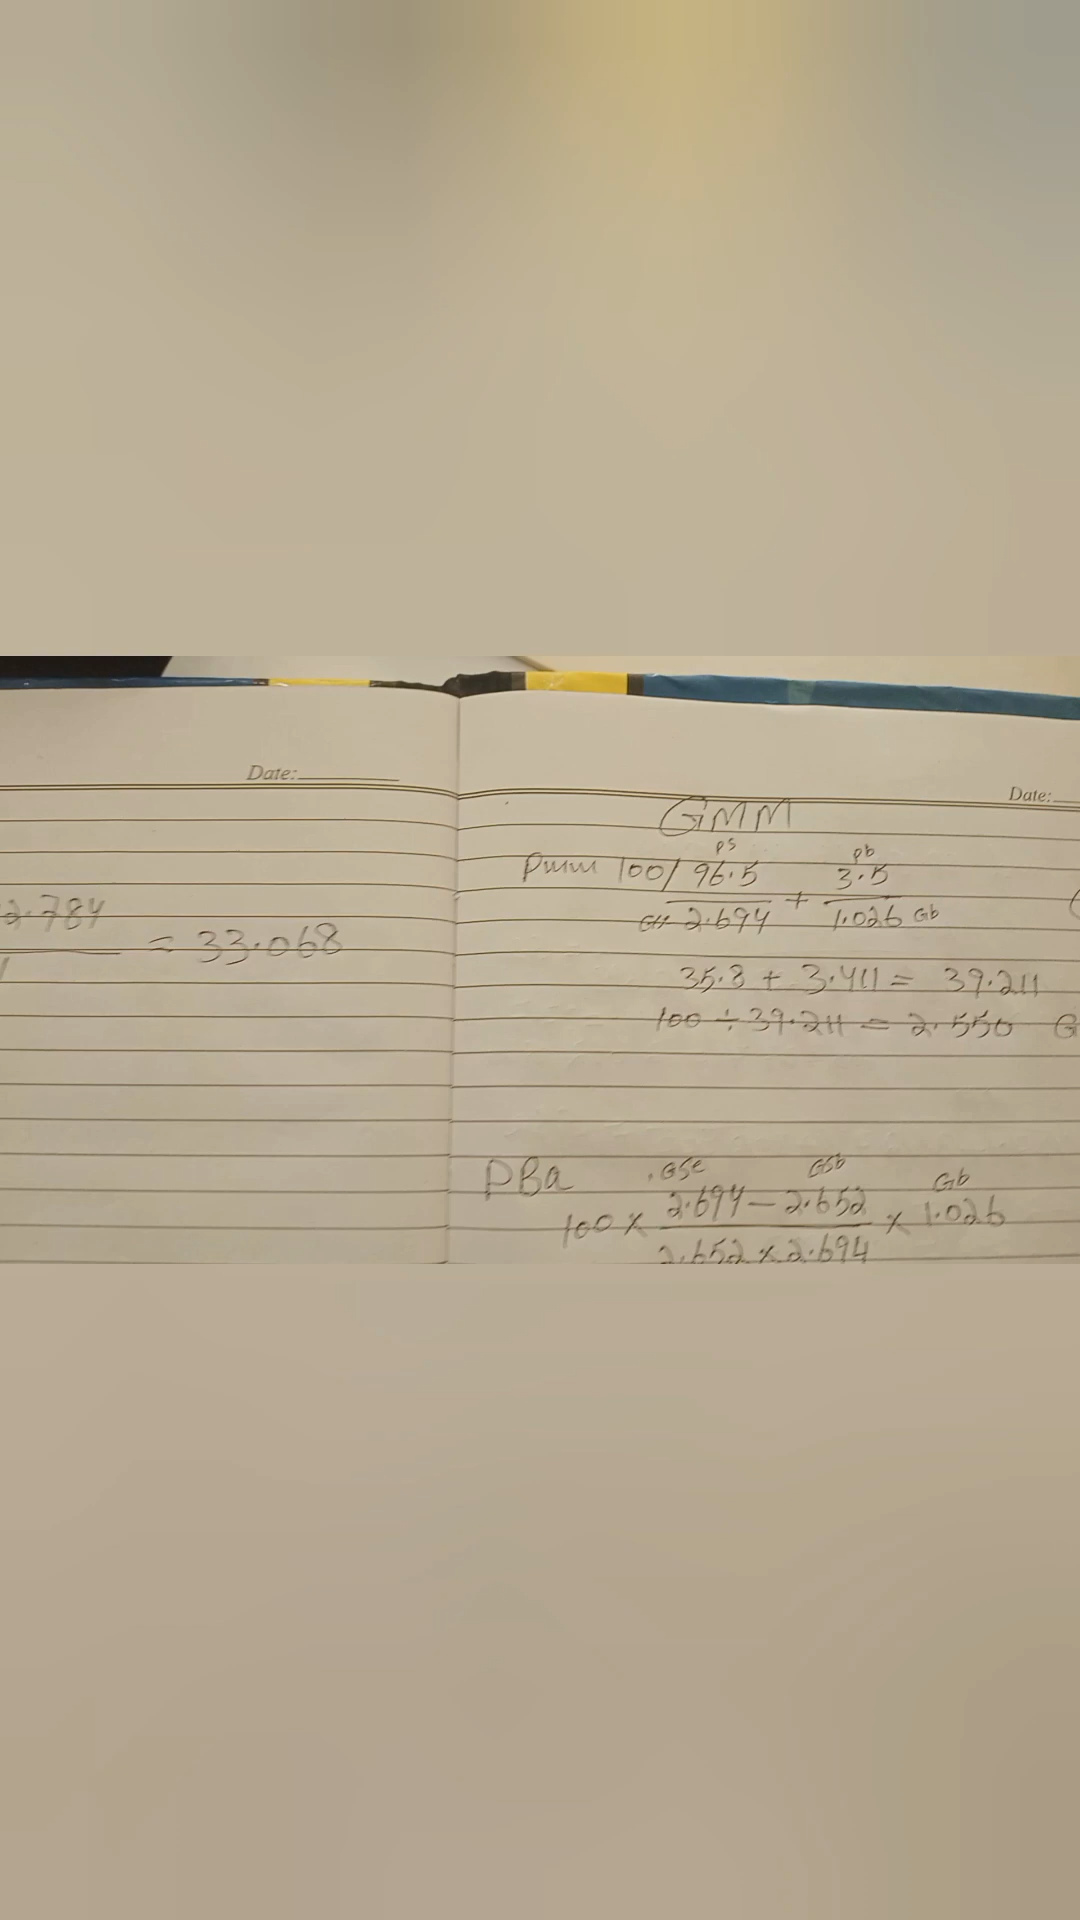 Date:
2.784
= 33.068
Date:
GMM
Ps Pb
Pmm 100/ 96.5 + 3.5
2.694 1.026 Gb
35.8 + 3.411 = 39.211
100 ÷ 39.211 = 2.550 G
PBa Gse Gsb Gb
100 × 2.694 - 2.652 × 1.026
2.652 × 2.694